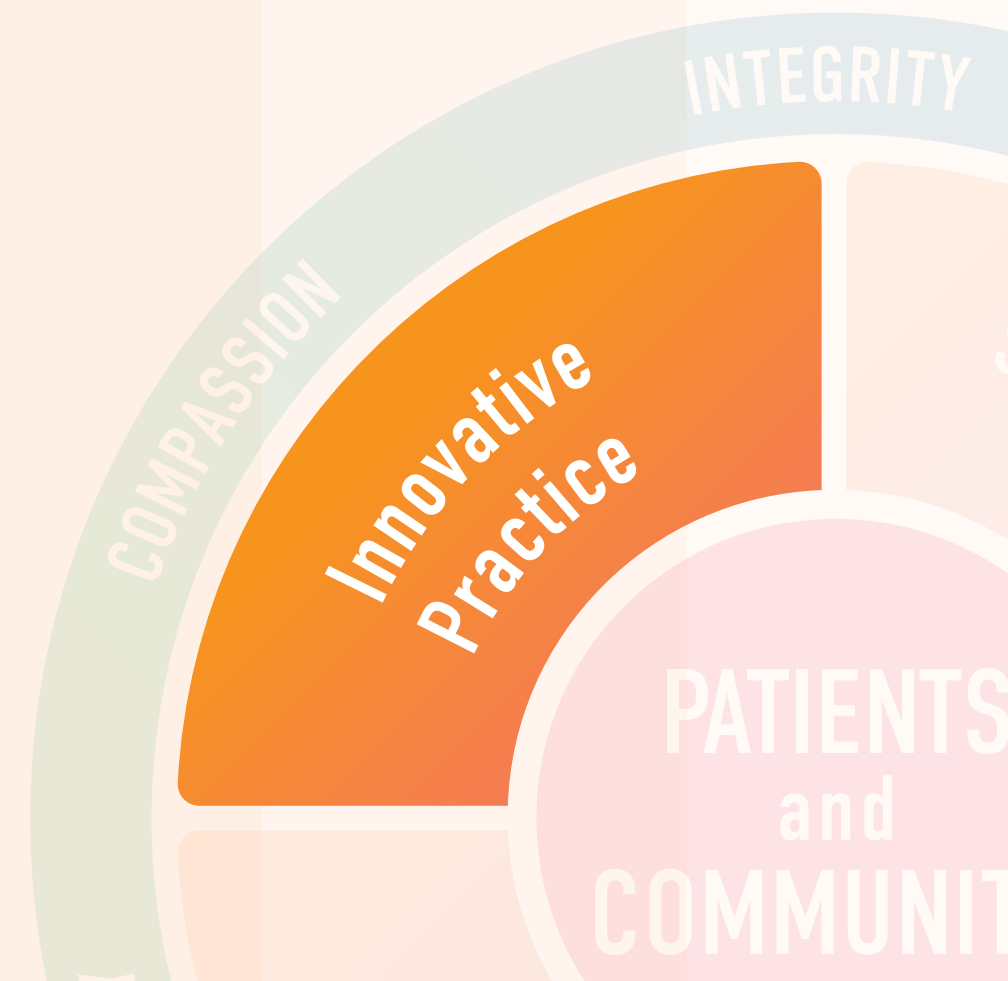 INTEGRITY
COMPASSION
Innovative
Practice
PATIENTS
and
COMMUNIT